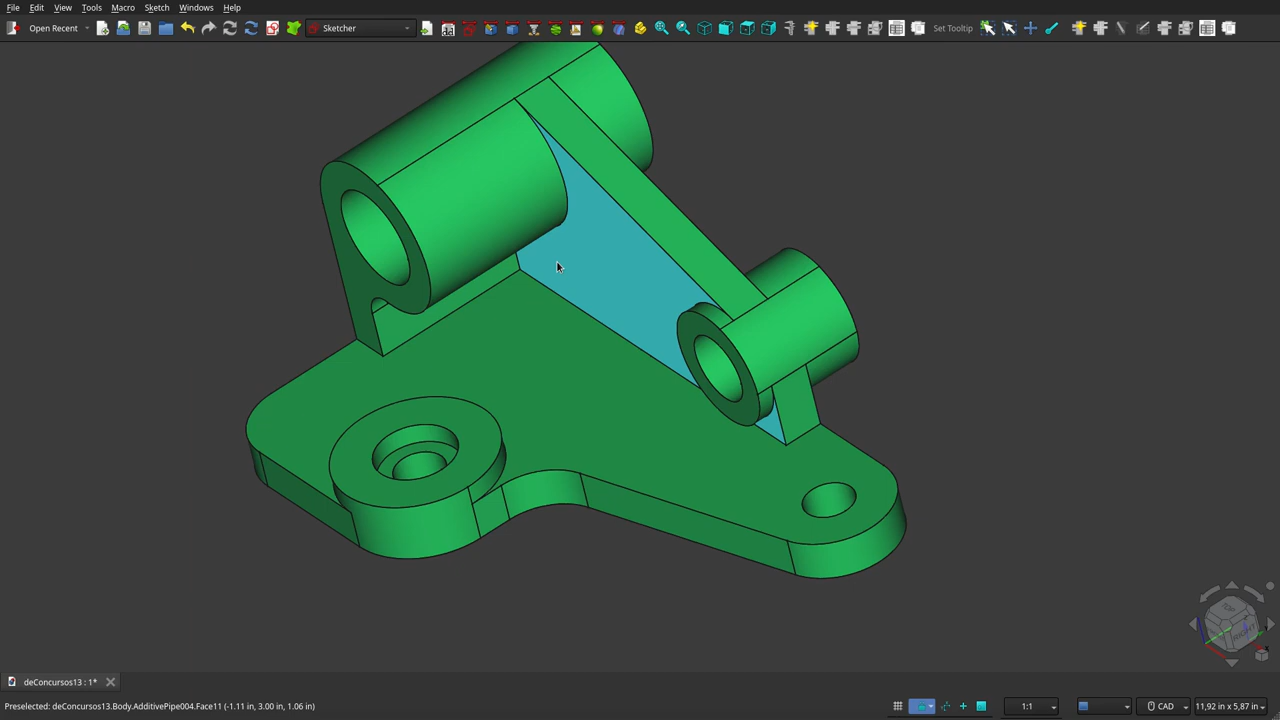 File Edit View Tools Macro Sketch Windows Help
Open Recent Sketcher Set Tooltip
TOP
RIGHT
deConcursos13 : 1*
Preselected: deConcursos13.Body.AdditivePipe004.Face11 (-1.11 in, 3.00 in, 1.06 in) 1:1 CAD 11,92 in x 5,87 in